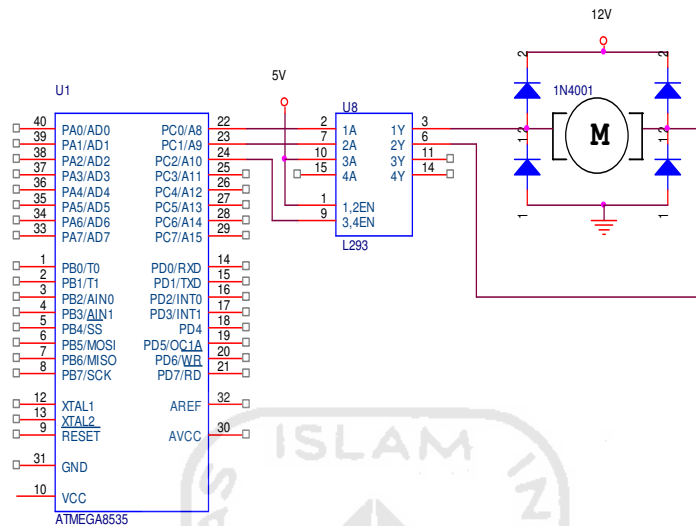 12V
5V
U1
U8
1N4001
2
2
40 PA0/AD0 PC0/A8 22
39 PA1/AD1 PC1/A9 23
38 PA2/AD2 PC2/A10 24
37 PA3/AD3 PC3/A11 25
36 PA4/AD4 PC4/A12 26
35 PA5/AD5 PC5/A13 27
34 PA6/AD6 PC6/A14 28
33 PA7/AD7 PC7/A15 29
2 1A 1Y 3
7 2A 2Y 6
10 3A 3Y 11
15 4A 4Y 14
1 1,2EN
9 3,4EN
L293
M
1 2
1 2
1
1
1 PB0/T0 PD0/RXD 14
2 PB1/T1 PD1/TXD 15
3 PB2/AIN0 PD2/INT0 16
4 PB3/AIN1 PD3/INT1 17
5 PB4/SS PD4 18
6 PB5/MOSI PD5/OC1A 19
7 PB6/MISO PD6/WR 20
8 PB7/SCK PD7/RD 21
12 XTAL1 AREF 32
13 XTAL2
9 RESET AVCC 30
31 GND
10 VCC
ATMEGA8535
ISLAM